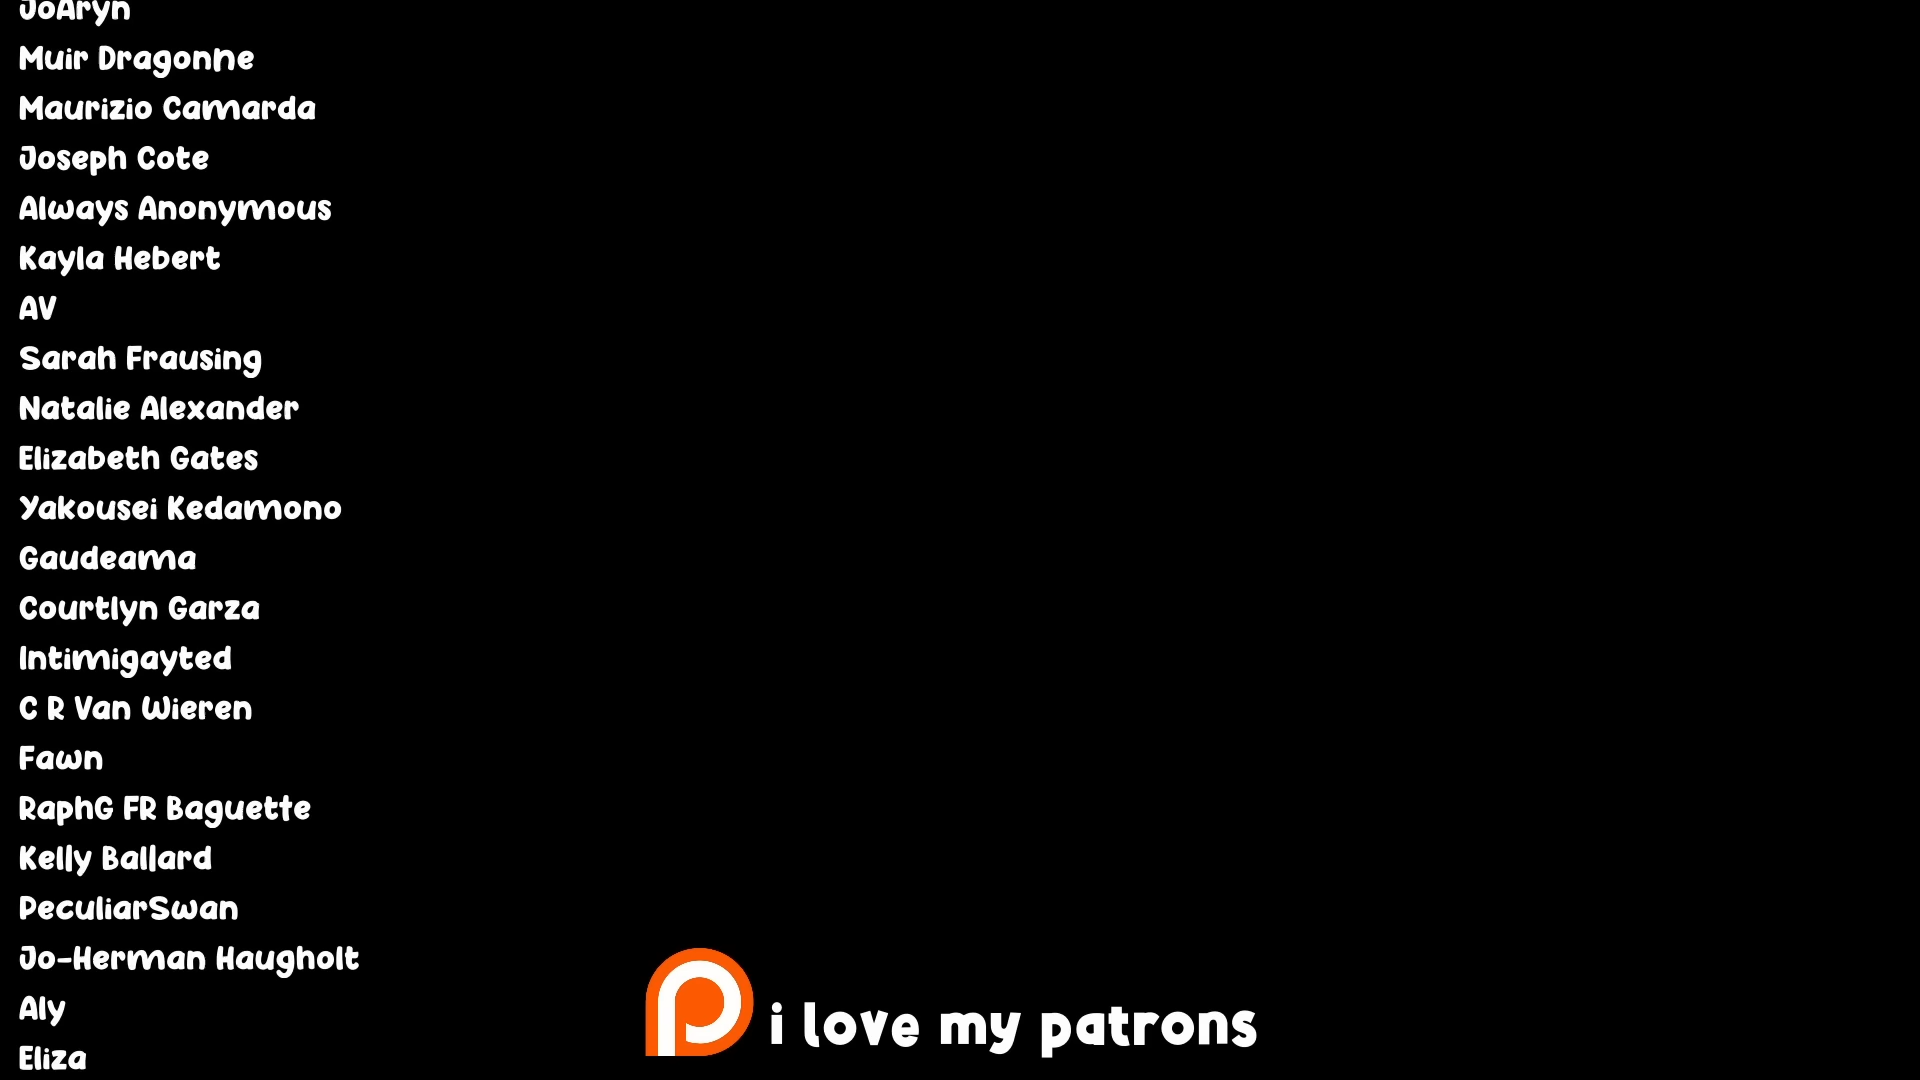 JoAryn
Muir Dragonne
Maurizio Camarda
Joseph Cote
Always Anonymous
Kayla Hebert
AV
Sarah Frausing
Natalie Alexander
Elizabeth Gates
Yakousei Kedamono
Gaudeama
Courtlyn Garza
Intimigayted
C R Van Wieren
Fawn
RaphG FR Baguette
Kelly Ballard
PeculiarSwan
Jo-Herman Haugholt
Aly
Eliza
i love my patrons